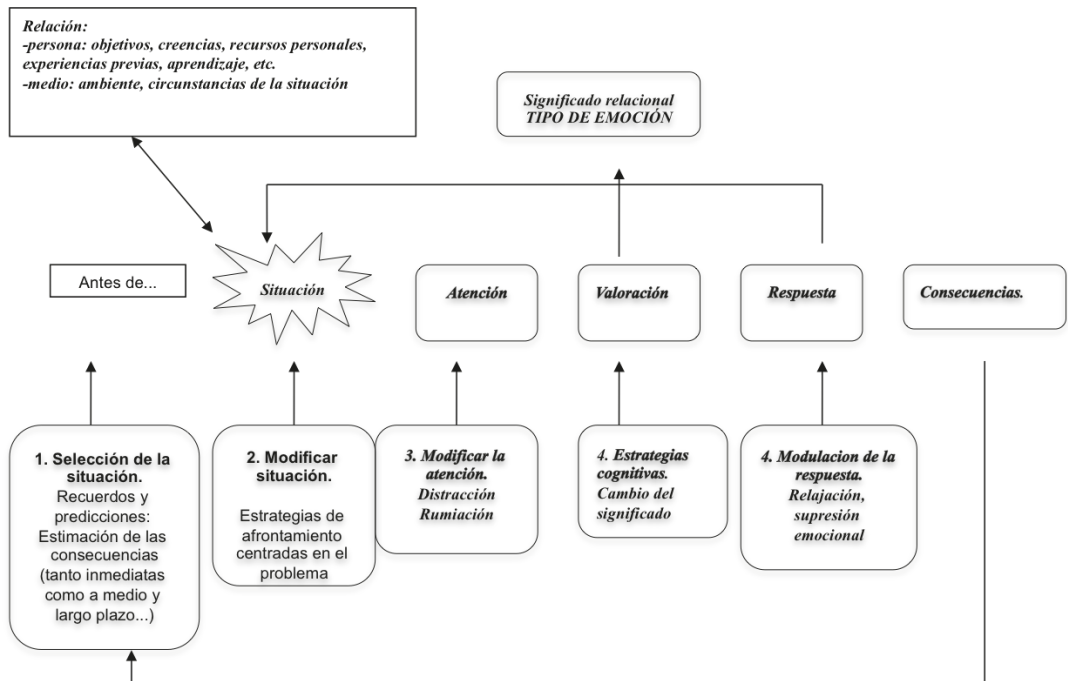 Relación:
-persona: objetivos, creencias, recursos personales,
experiencias previas, aprendizaje, etc.
-medio: ambiente, circunstancias de la situación
Significado relacional
TIPO DE EMOCIÓN
Antes de...
Situación
Atención
Valoración
Respuesta
Consecuencias.
1. Selección de la
situación.
Recuerdos y
predicciones:
Estimación de las
consecuencias
(tanto inmediatas
como a medio y
largo plazo...)
2. Modificar
situación.
Estrategias de
afrontamiento
centradas en el
problema
3. Modificar la
atención.
Distracción
Rumiación
4. Estrategias
cognitivas.
Cambio del
significado
4. Modulacion de la
respuesta.
Relajación,
supresión
emocional